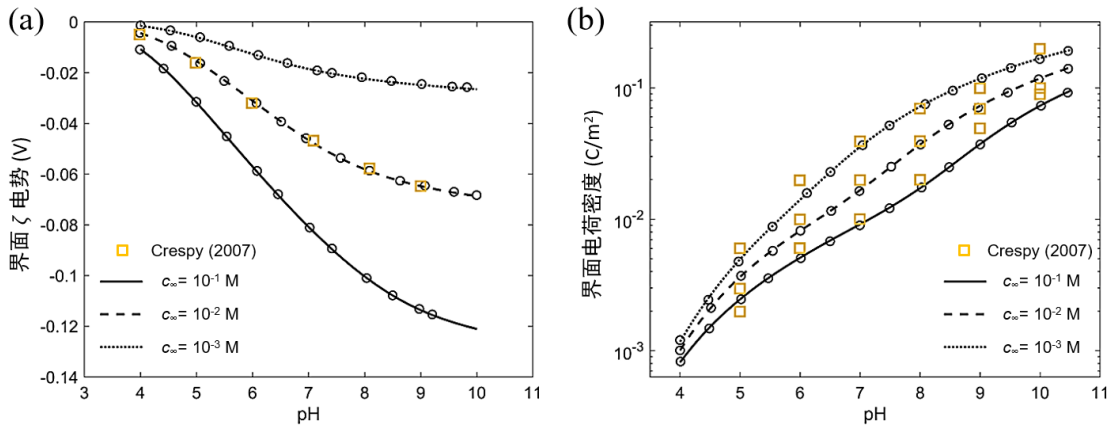 (a)
0
-0.02
-0.04
-0.06
-0.08
-0.1
-0.12
-0.14
界面 ζ 电势 (V)
Crespy (2007)
c∞= 10⁻¹ M
c∞= 10⁻² M
c∞= 10⁻³ M
3 4 5 6 7 8 9 10 11
pH
(b)
10⁻¹
10⁻²
10⁻³
界面电荷密度 (C/m²)
Crespy (2007)
c∞= 10⁻¹ M
c∞= 10⁻² M
c∞= 10⁻³ M
4 5 6 7 8 9 10 11
pH